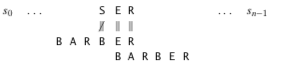 s₀ ... S E R ... sₙ₋₁
∦ ∥ ∥
B A R B E R
B A R B E R